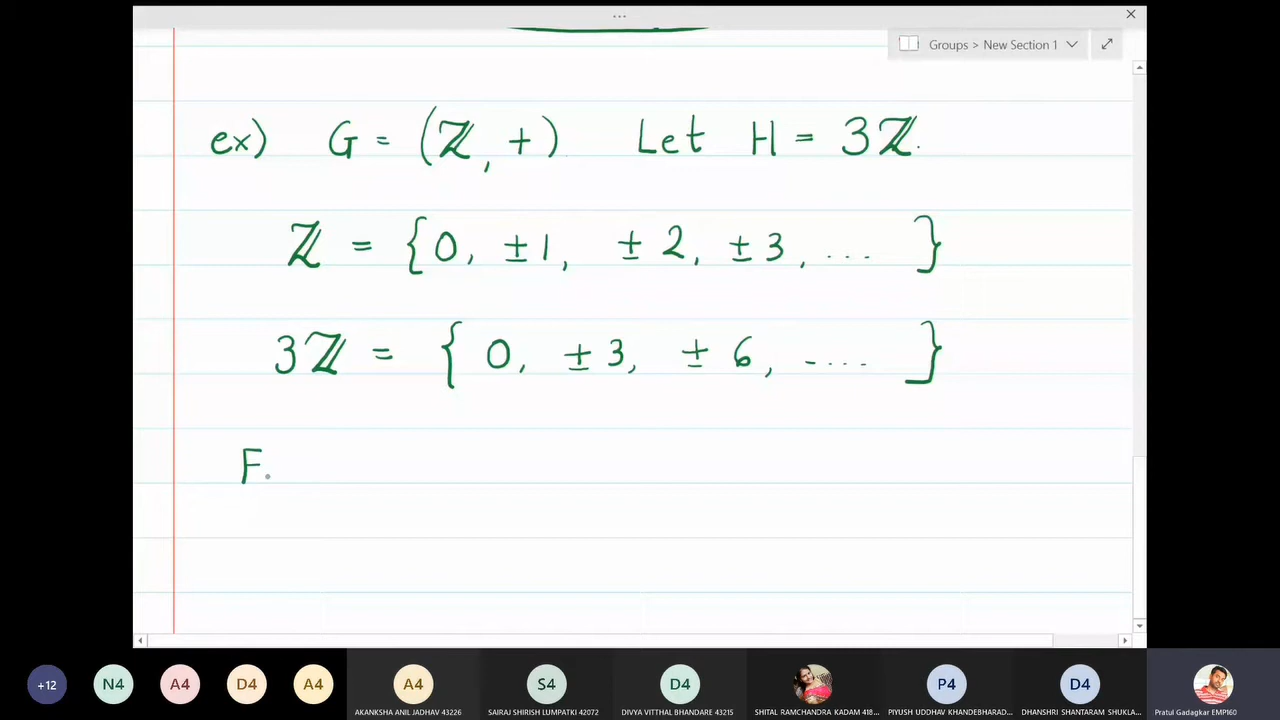 Groups > New Section 1
ex) G = (ℤ, +) Let H = 3ℤ.
ℤ = {0, ±1, ±2, ±3, ... }
3ℤ = { 0, ±3, ±6, .... }
F.
+12 N4 A4 D4 A4 A4 S4 D4 P4 D4
AKANKSHA ANIL JADHAV 43226 SAIRAJ SHIRISH LUMPATKI 42072 DIVYA VITTHAL BHANDARE 43215 SHITAL RAMCHANDRA KADAM 418... PIYUSH UDDHAV KHANDEBHARAD... DHANSHRI SHANTARAM SHUKLA... Pratul Gadagkar EMP160